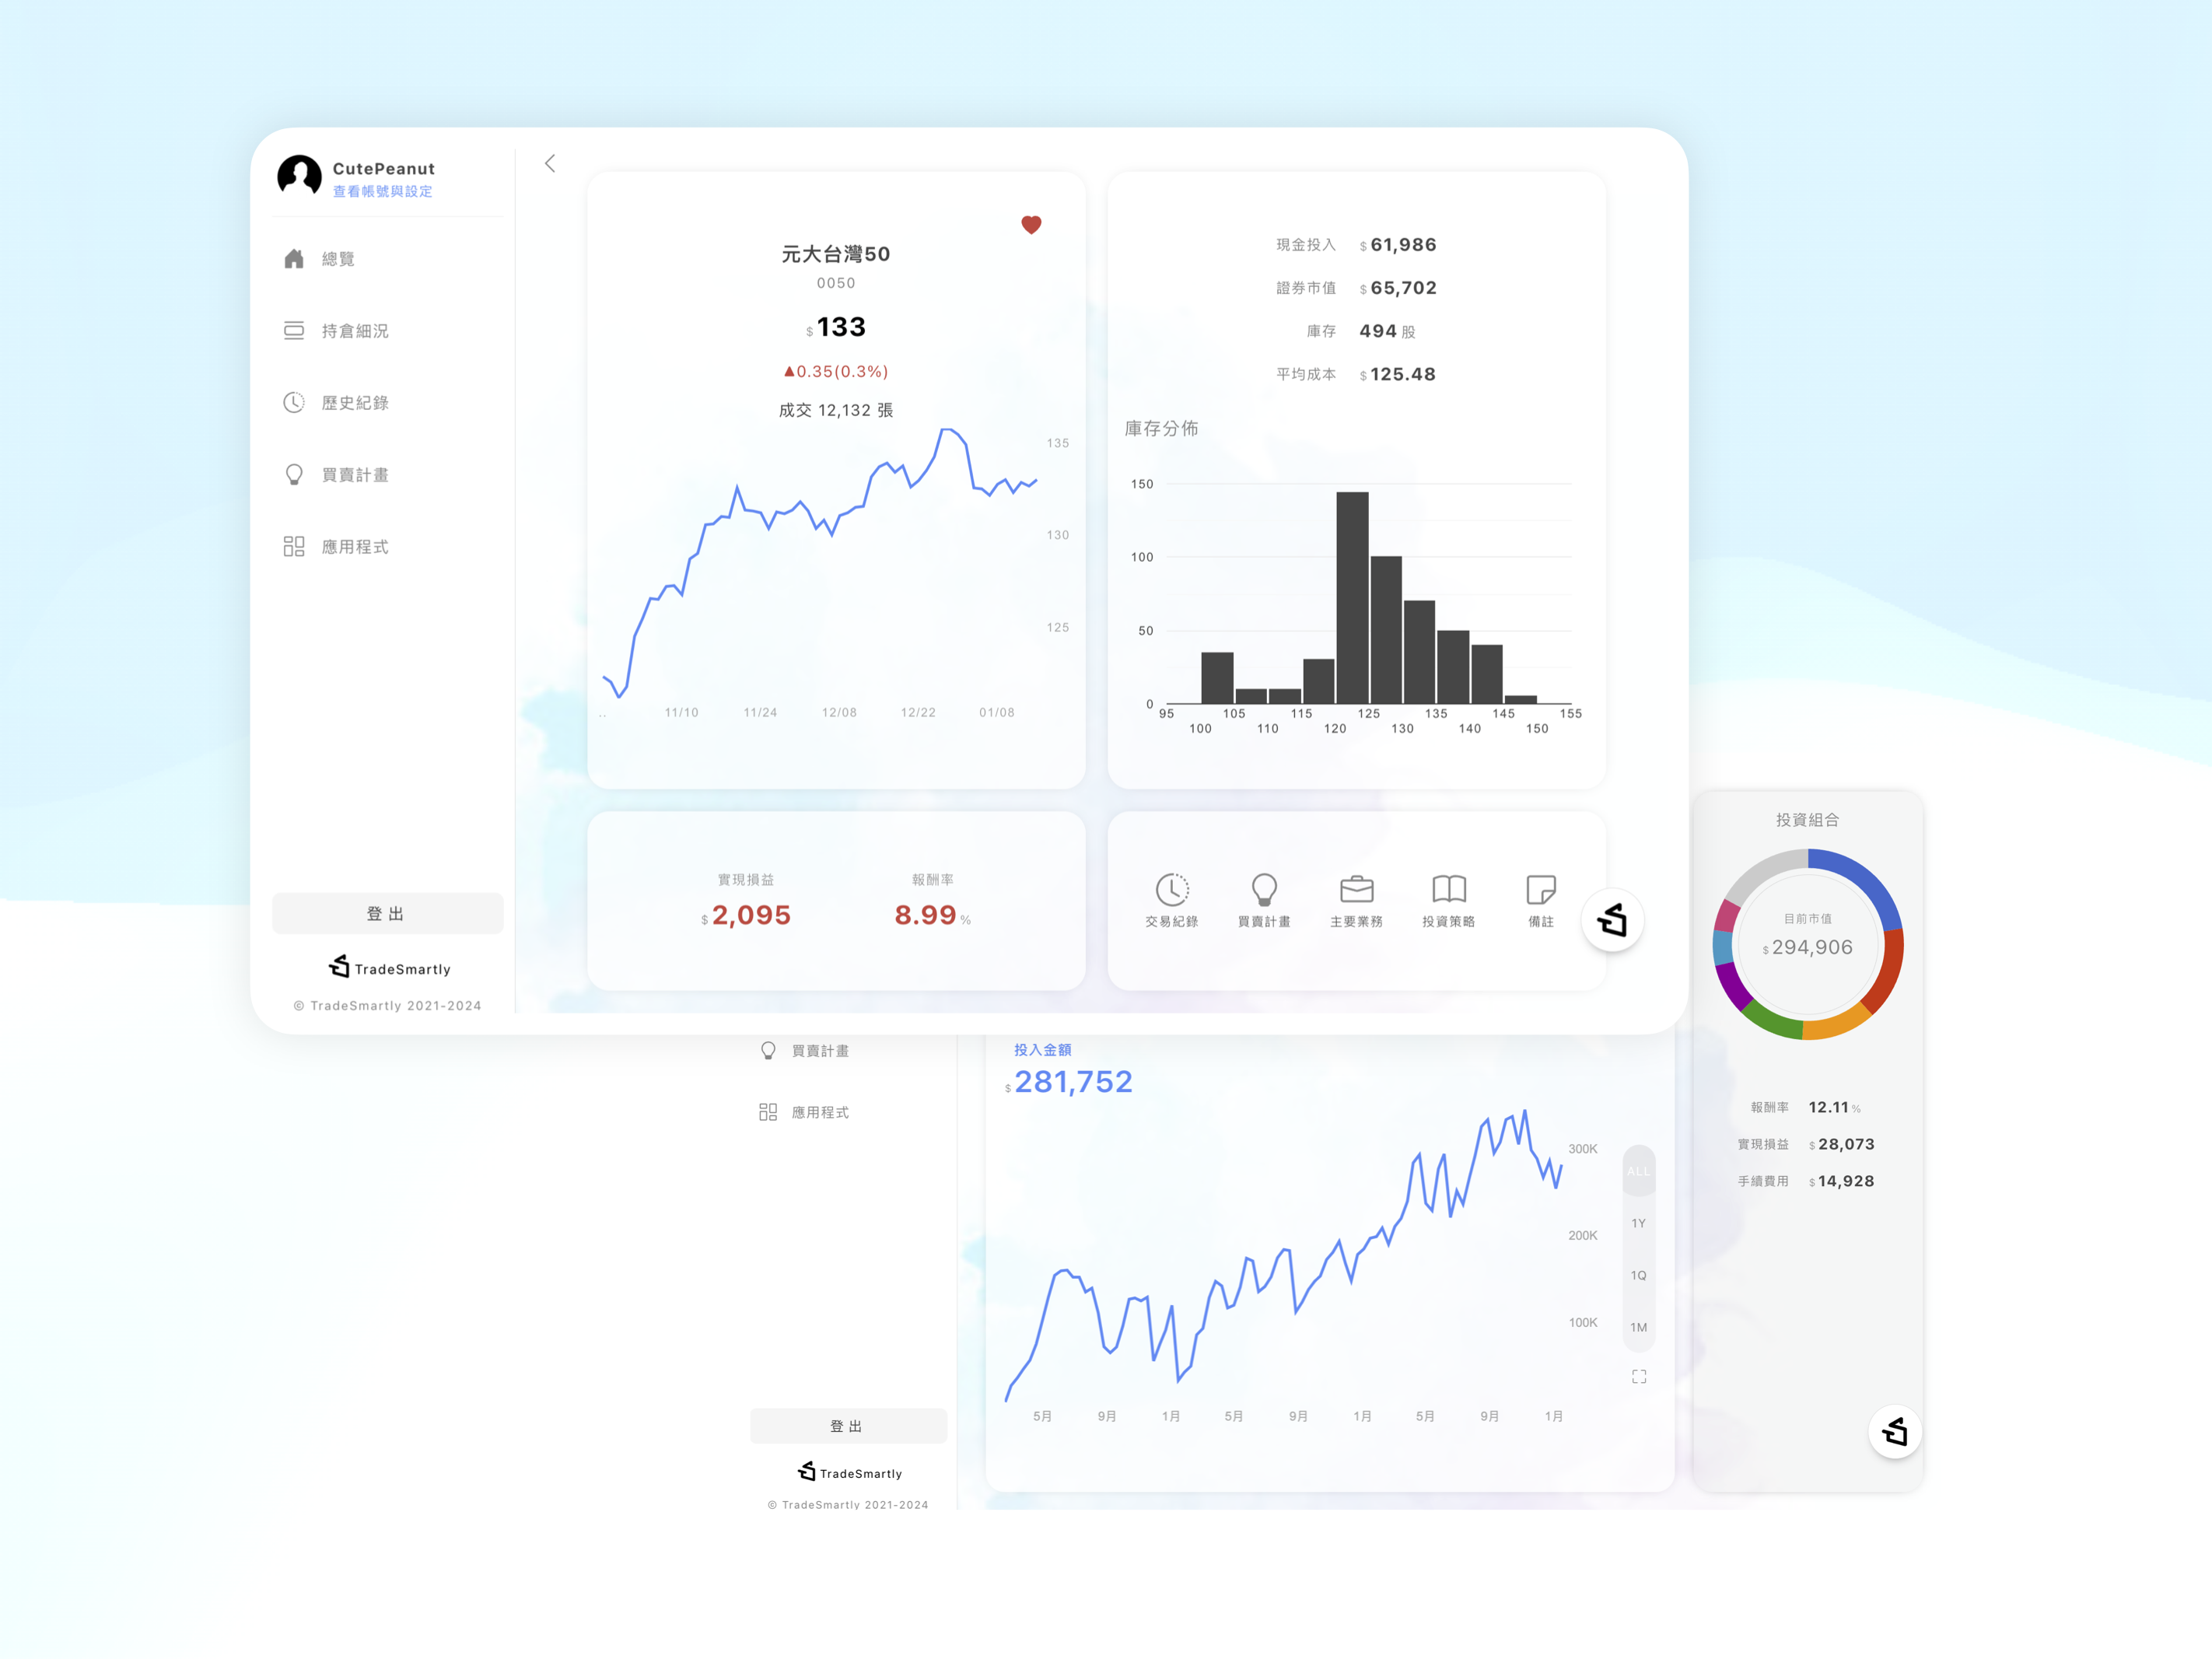 CutePeanut
查看帳號與設定
總覽
持倉細況
歷史紀錄
買賣計畫
應用程式
登出
TradeSmartly
© TradeSmartly 2021-2024
元大台灣50
0050
$133
▲0.35(0.3%)
成交 12,132 張
135
130
125
.. 11/10 11/24 12/08 12/22 01/08
現金投入 $61,986
證券市值 $65,702
庫存 494 股
平均成本 $125.48
庫存分佈
150
100
50
0
95 105 115 125 135 145 155
100 110 120 130 140 150
實現損益 報酬率
$2,095 8.99%
交易紀錄 買賣計畫 主要業務 投資策略 備註
投資組合
目前市值
$294,906
報酬率 12.11%
實現損益 $28,073
手續費用 $14,928
買賣計畫
應用程式
登出
TradeSmartly
© TradeSmartly 2021-2024
投入金額
$281,752
300K
200K
100K
5月 9月 1月 5月 9月 1月 5月 9月 1月
ALL
1Y
1Q
1M